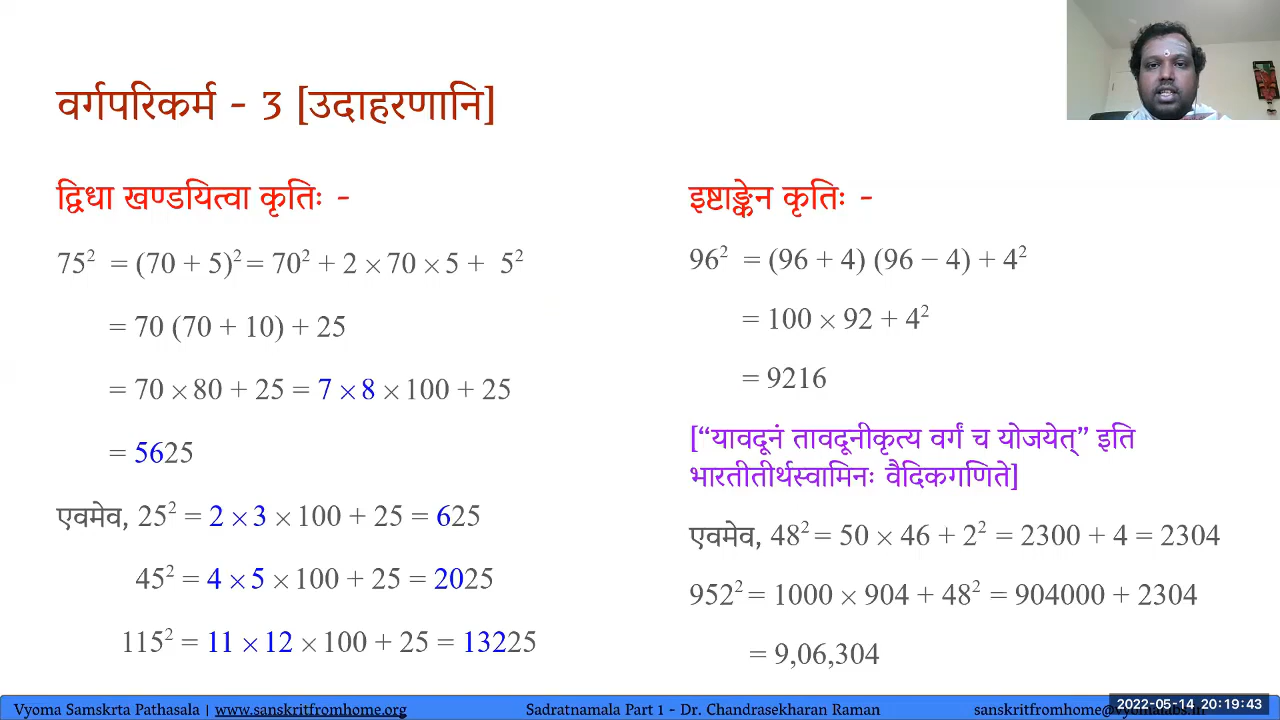 वर्गपरिकर्म - 3 [उदाहरणानि]
द्विधा खण्डयित्वा कृतिः -
75² = (70 + 5)² = 70² + 2 × 70 × 5 + 5²
= 70 (70 + 10) + 25
= 70 × 80 + 25 = 7 × 8 × 100 + 25
= 5625
एवमेव, 25² = 2 × 3 × 100 + 25 = 625
45² = 4 × 5 × 100 + 25 = 2025
115² = 11 × 12 × 100 + 25 = 13225
इष्टाङ्केन कृतिः -
96² = (96 + 4) (96 − 4) + 4²
= 100 × 92 + 4²
= 9216
[“यावदूनं तावदूनीकृत्य वर्गं च योजयेत्” इति
भारतीतीर्थस्वामिनः वैदिकगणिते]
एवमेव, 48² = 50 × 46 + 2² = 2300 + 4 = 2304
952² = 1000 × 904 + 48² = 904000 + 2304
= 9,06,304
Vyoma Samskrta Pathasala | www.sanskritfromhome.org
Sadratnamala Part 1 - Dr. Chandrasekharan Raman
2022-05-14 20:19:43